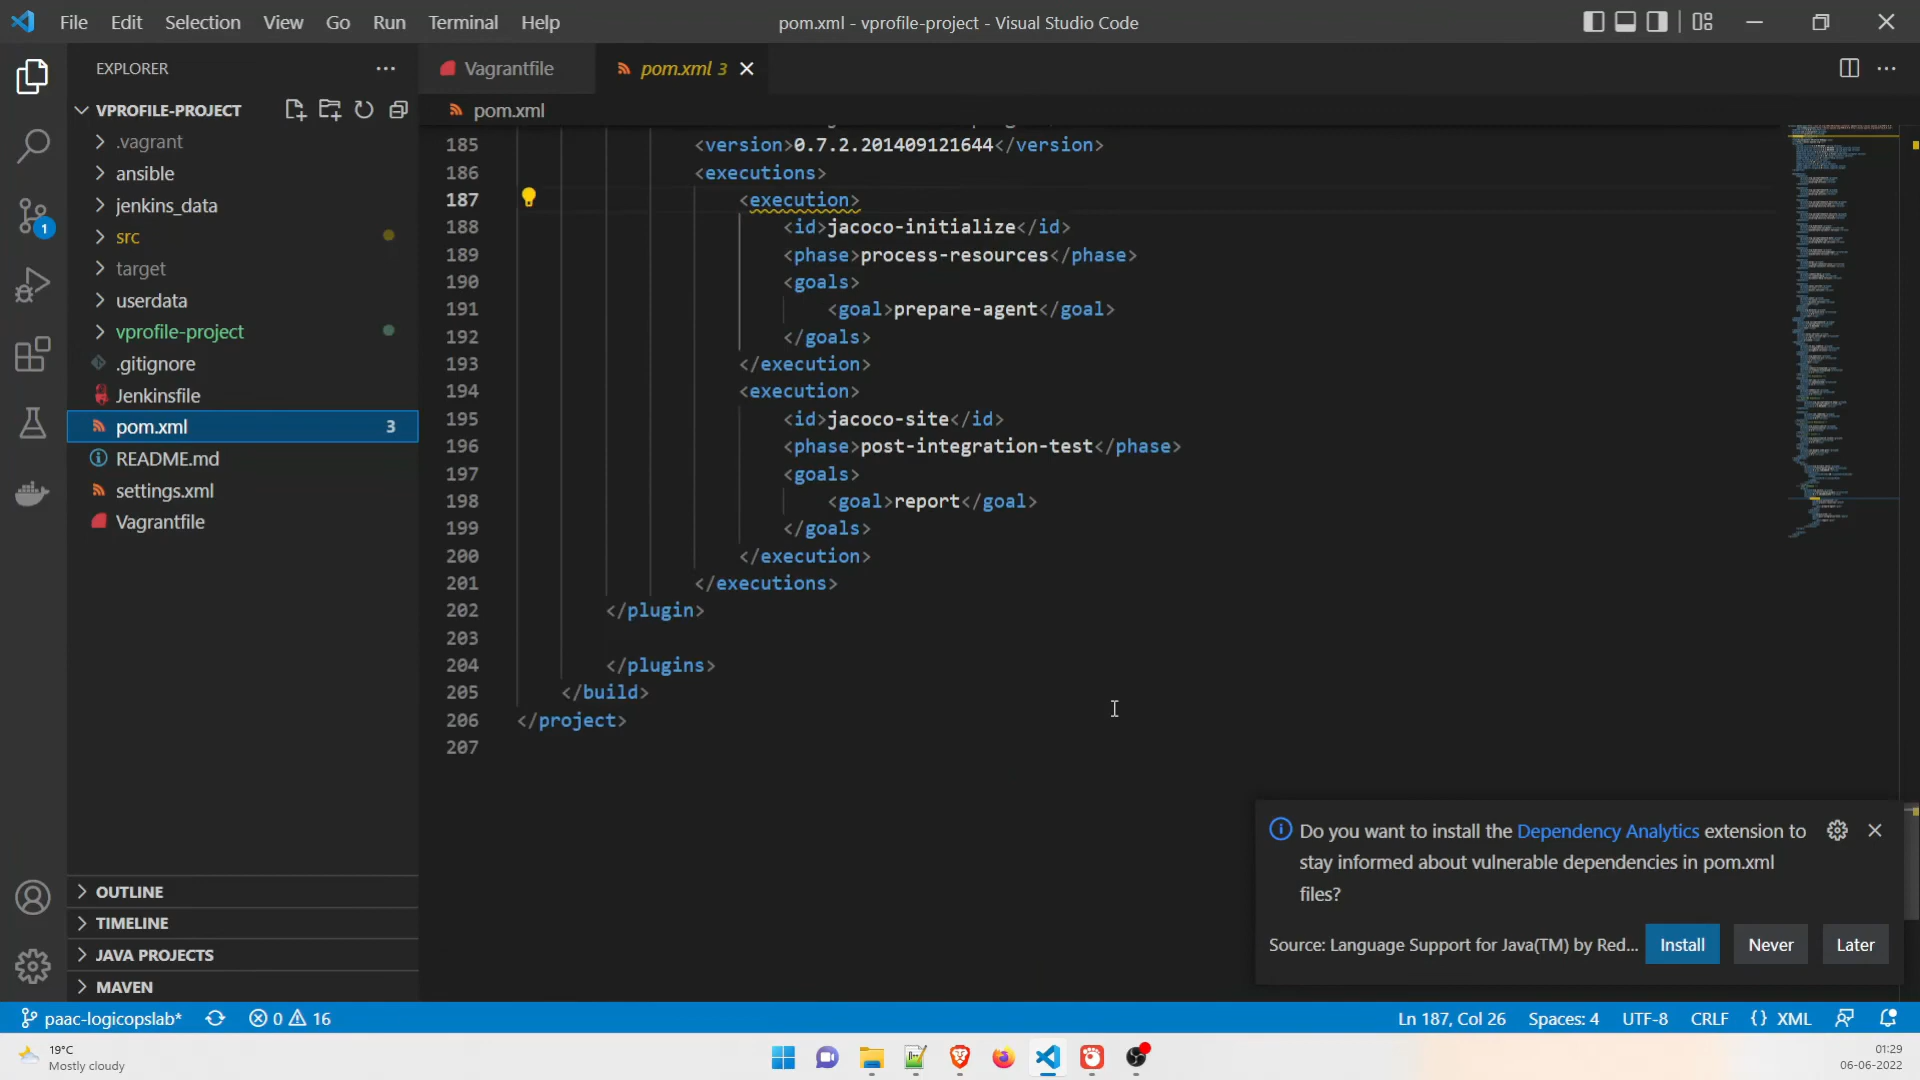 File Edit Selection View Go Run Terminal Help
pom.xml - vprofile-project - Visual Studio Code
EXPLORER
Vagrantfile
pom.xml 3
VPROFILE-PROJECT
pom.xml
.vagrant
ansible
jenkins_data
src
target
userdata
vprofile-project
.gitignore
Jenkinsfile
pom.xml 3
README.md
settings.xml
Vagrantfile
OUTLINE
TIMELINE
JAVA PROJECTS
MAVEN
185 <version>0.7.2.201409121644</version>
186 <executions>
187 <execution>
188 <id>jacoco-initialize</id>
189 <phase>process-resources</phase>
190 <goals>
191 <goal>prepare-agent</goal>
192 </goals>
193 </execution>
194 <execution>
195 <id>jacoco-site</id>
196 <phase>post-integration-test</phase>
197 <goals>
198 <goal>report</goal>
199 </goals>
200 </execution>
201 </executions>
202 </plugin>
203
204 </plugins>
205 </build>
206 </project>
207
Do you want to install the Dependency Analytics extension to
stay informed about vulnerable dependencies in pom.xml
files?
Source: Language Support for Java(TM) by Red... Install Never Later
1
paac-logicopslab* 0 16
Ln 187, Col 26 Spaces: 4 UTF-8 CRLF {} XML
19°C
Mostly cloudy
01:29
06-06-2022